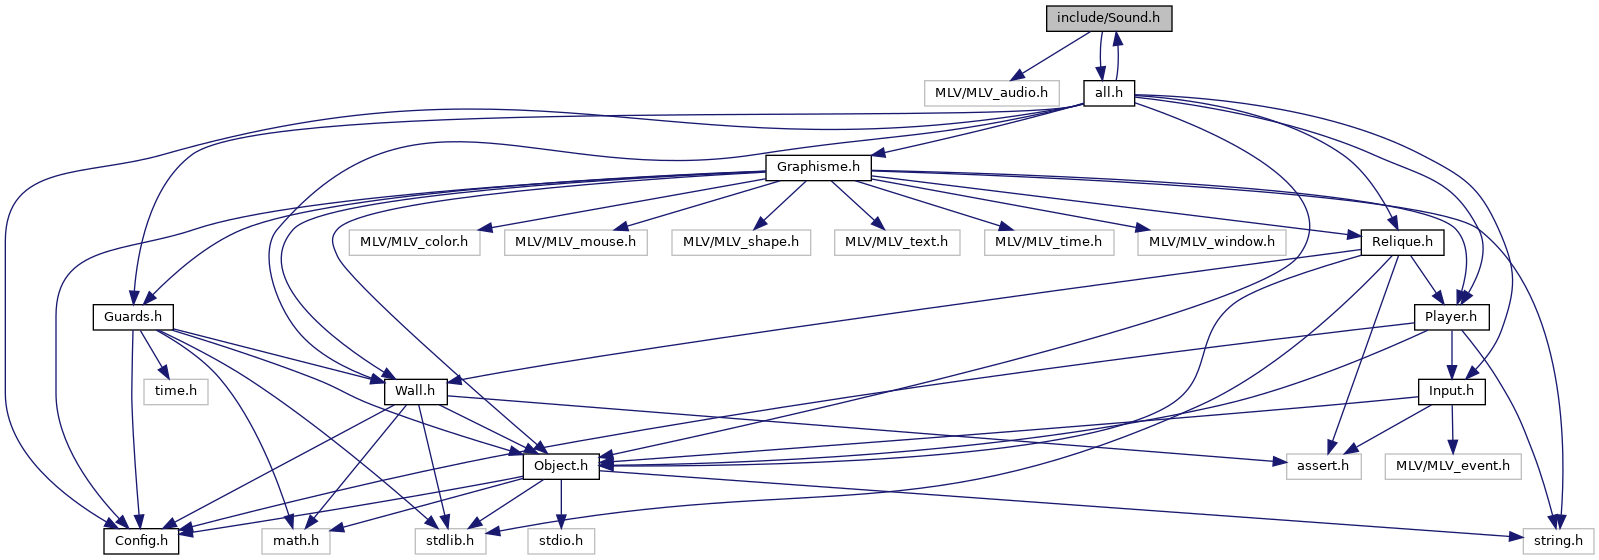 include/Sound.h
MLV/MLV_audio.h
all.h
Graphisme.h
MLV/MLV_color.h
MLV/MLV_mouse.h
MLV/MLV_shape.h
MLV/MLV_text.h
MLV/MLV_time.h
MLV/MLV_window.h
Relique.h
Guards.h
Player.h
time.h
Wall.h
Input.h
Object.h
assert.h
MLV/MLV_event.h
Config.h
math.h
stdlib.h
stdio.h
string.h